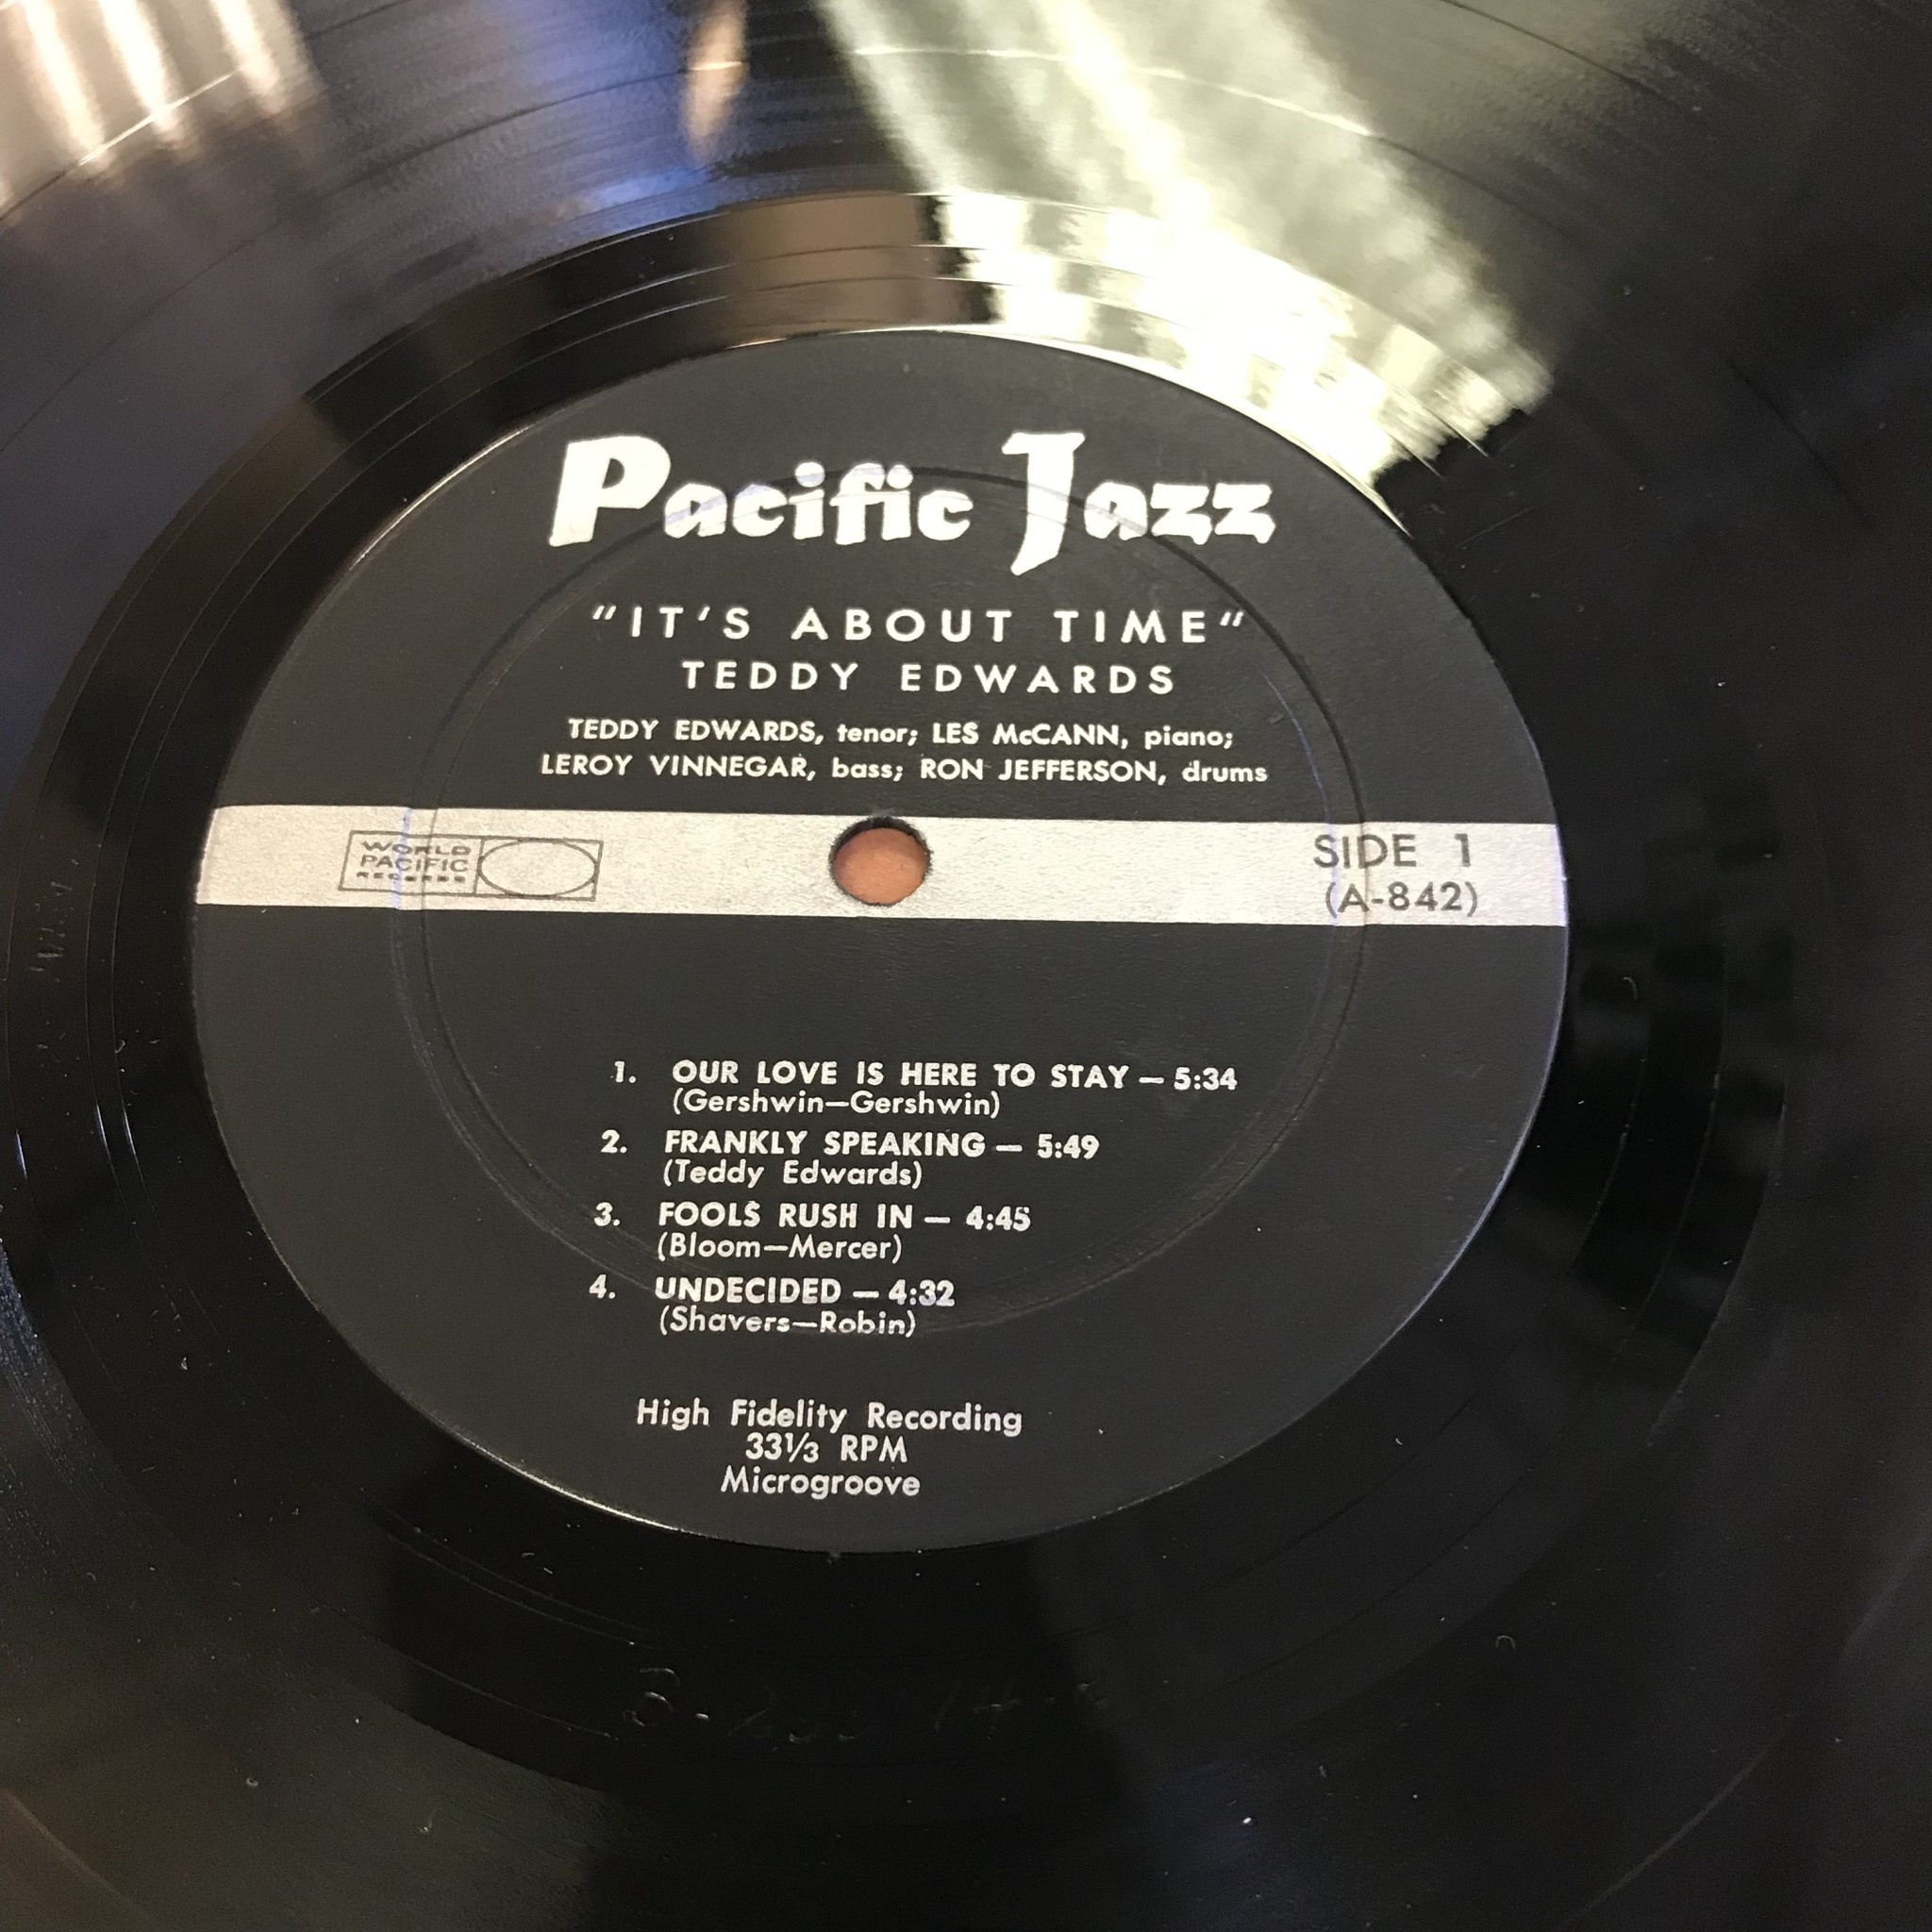 Pacific Jazz
"IT'S ABOUT TIME"
TEDDY EDWARDS
TEDDY EDWARDS, tenor; LES McCANN, piano;
LEROY VINNEGAR, bass; RON JEFFERSON, drums
WORLD
PACIFIC
RECORDS
SIDE 1
(A-842)
1. OUR LOVE IS HERE TO STAY — 5:34
(Gershwin—Gershwin)
2. FRANKLY SPEAKING — 5:49
(Teddy Edwards)
3. FOOLS RUSH IN — 4:45
(Bloom—Mercer)
4. UNDECIDED — 4:32
(Shavers—Robin)
High Fidelity Recording
33⅓ RPM
Microgroove